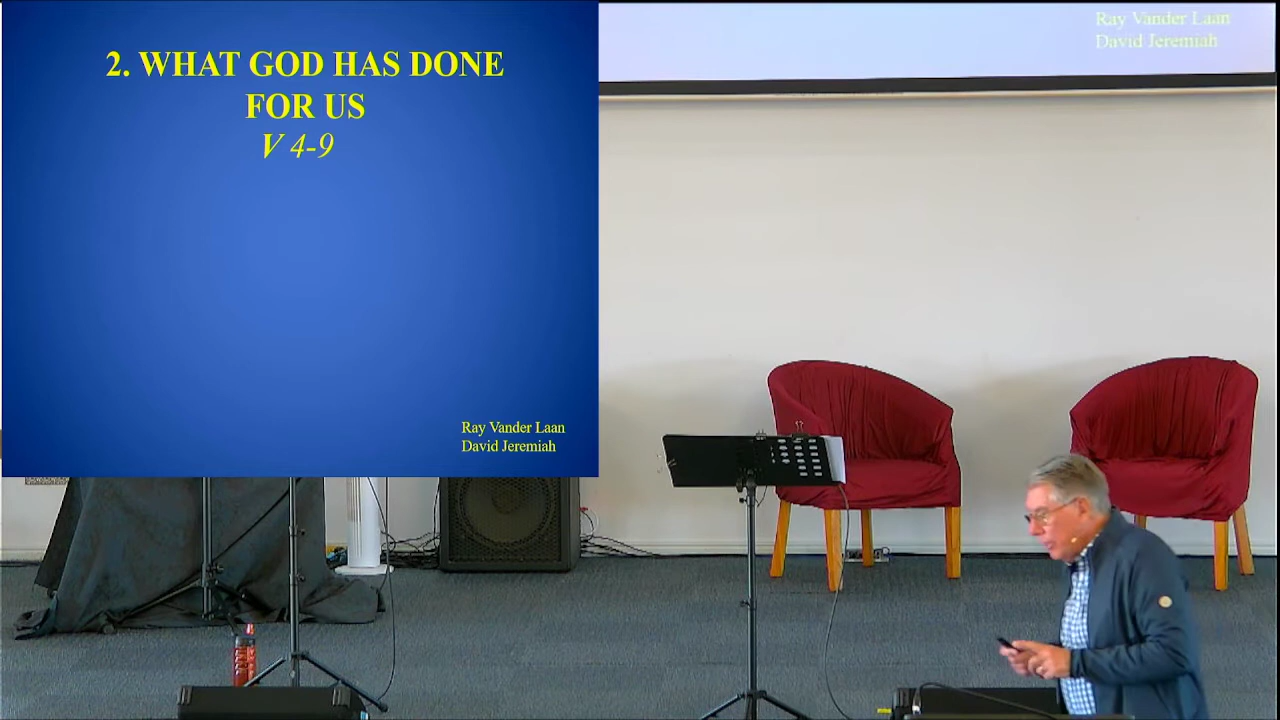 2. WHAT GOD HAS DONE
FOR US
V 4-9
Ray Vander Laan
David Jeremiah
Ray Vander Laan
David Jeremiah